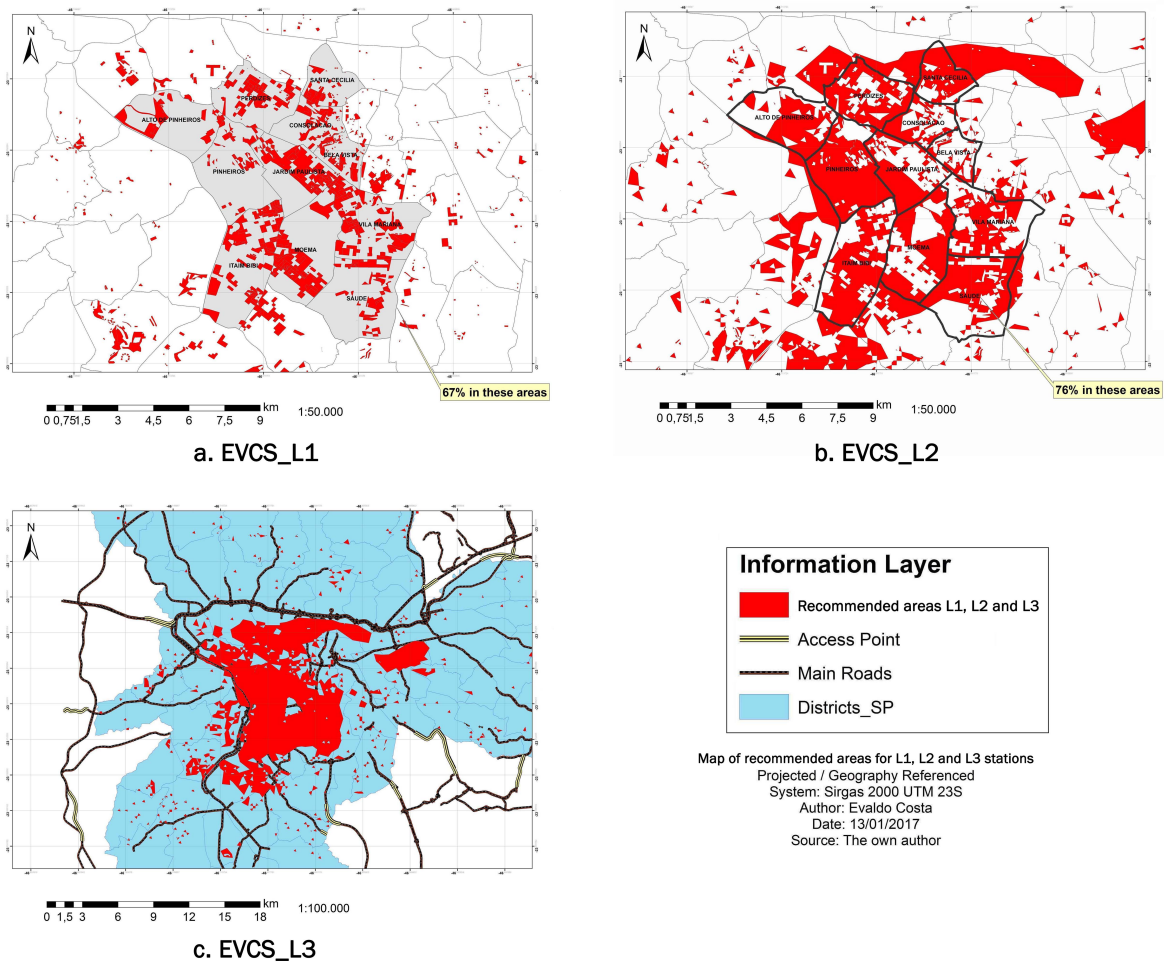 N
SANTA CECILIA
PERDIZES
ALTO DE PINHEIROS
CONSOLACAO
BELA VISTA
PINHEIROS
JARDIM PAULISTA
VILA MARIANA
MOEMA
ITAIM BIBI
SAUDE
67% in these areas
km
0 0,75 1,5 3 4,5 6 7,5 9
1:50.000
a. EVCS_L1
N
SANTA CECILIA
PERDIZES
ALTO DE PINHEIROS
CONSOLACAO
BELA VISTA
PINHEIROS
JARDIM PAULISTA
VILA MARIANA
MOEMA
ITAIM BIBI
SAUDE
76% in these areas
km
0 0,75 1,5 3 4,5 6 7,5 9
1:50.000
b. EVCS_L2
N
km
0 1,5 3 6 9 12 15 18
1:100.000
c. EVCS_L3
Information Layer
Recommended areas L1, L2 and L3
Access Point
Main Roads
Districts_SP
Map of recommended areas for L1, L2 and L3 stations
Projected / Geography Referenced
System: Sirgas 2000 UTM 23S
Author: Evaldo Costa
Date: 13/01/2017
Source: The own author